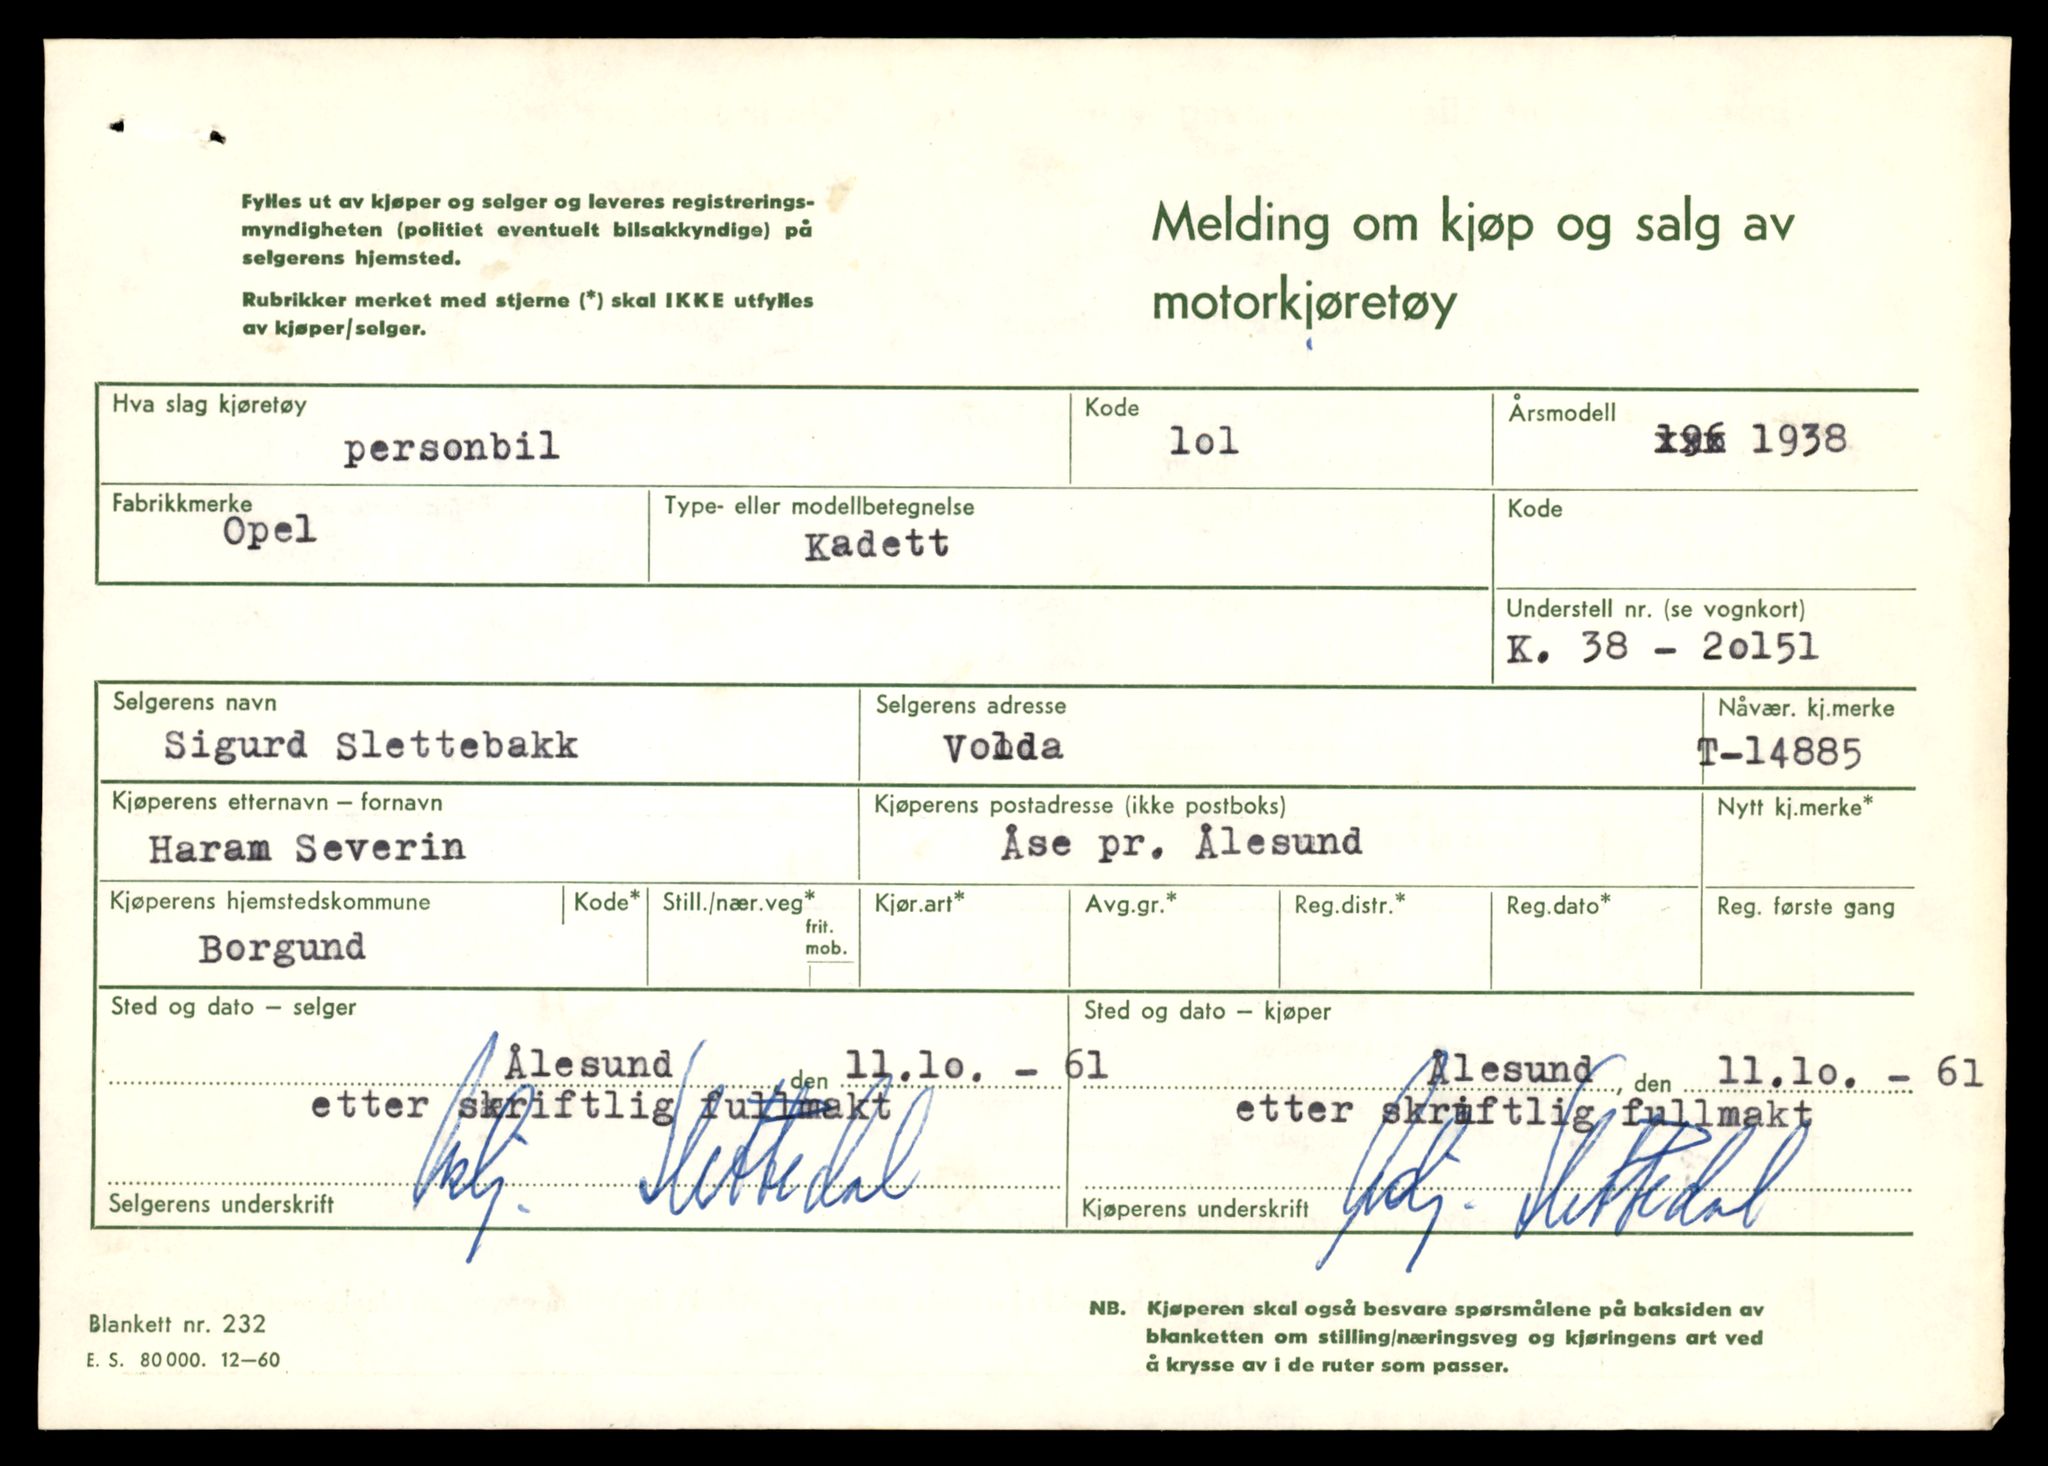 Fylles ut av kjøper og selger og leveres registrerings-
myndigheten (politiet eventuelt bilsakkyndige) på
selgerens hjemsted.
Rubrikker merket med stjerne (*) skal IKKE utfylles
av kjøper/selger.
Melding om kjøp og salg av
motorkjøretøy
Hva slag kjøretøy
personbil
Kode
lol
Årsmodell
196 1938
Fabrikkmerke
Opel
Type- eller modellbetegnelse
Kadett
Kode
Understell nr. (se vognkort)
K. 38 – 2o151
Selgerens navn
Sigurd Slettebakk
Selgerens adresse
Volda
Nåvær. kj.merke
T-14885
Kjøperens etternavn – fornavn
Haram Severin
Kjøperens postadresse (ikke postboks)
Åse pr. Ålesund
Nytt kj.merke*
Kjøperens hjemstedskommune
Borgund
Kode*
Still./nær.veg*
frit.
mob.
Kjør.art*
Avg.gr.*
Reg.distr.*
Reg.dato*
Reg. første gang
Sted og dato – selger
Ålesund, den 11.1o. – 61
etter skriftlig fullmakt
Slettedal
Selgerens underskrift
Sted og dato – kjøper
Ålesund, den 11.1o. – 61
etter skriftlig fullmakt
Slettedal
Kjøperens underskrift
Blankett nr. 232
E. S. 80 000. 12–60
NB. Kjøperen skal også besvare spørsmålene på baksiden av
blanketten om stilling/næringsveg og kjøringens art ved
å krysse av i de ruter som passer.